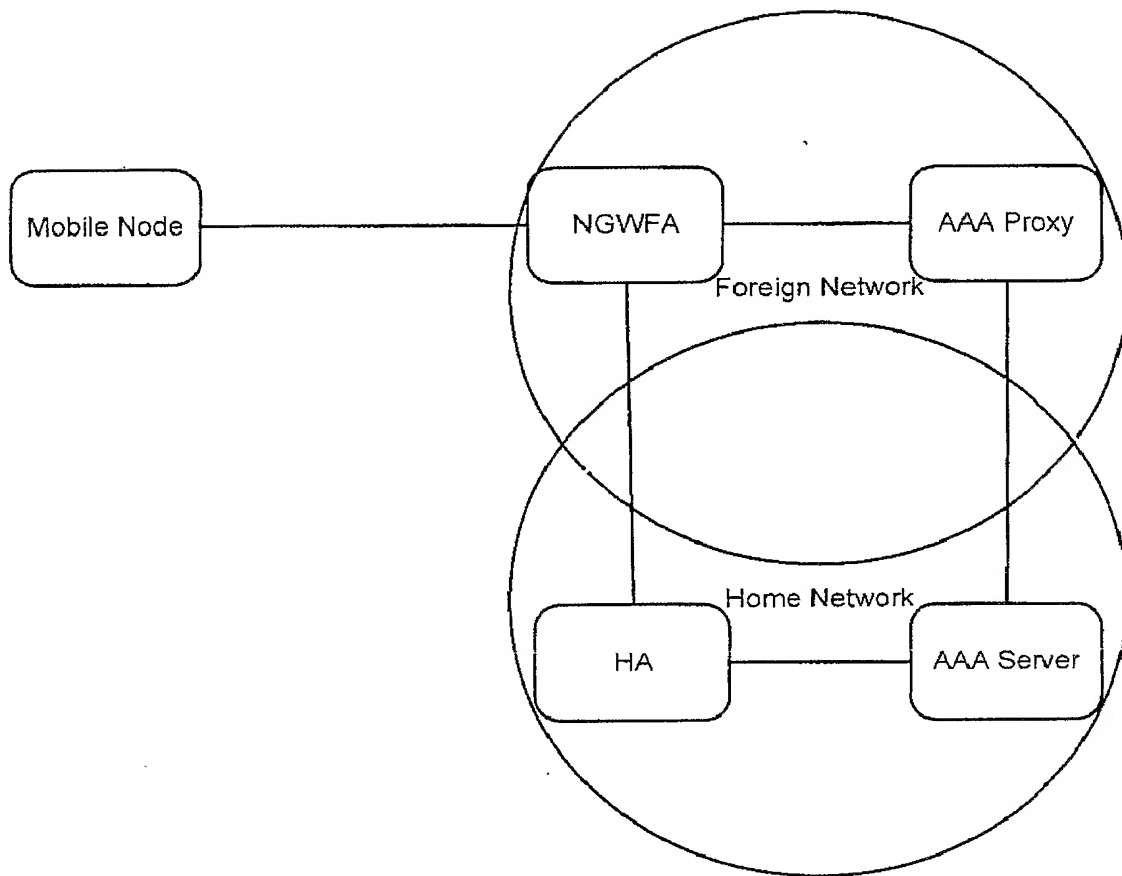 Mobile Node
NGWFA
AAA Proxy
Foreign Network
Home Network
HA
AAA Server